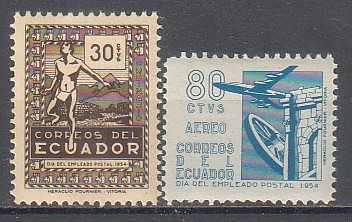 30
CTVS
CORREOS DEL
ECUADOR
DIA DEL EMPLEADO POSTAL 1954
HERACLIO FOURNIER - VITORIA
80
CTVS
AEREO
CORREOS
DEL
ECUADOR
DIA DEL EMPLEADO POSTAL 1954
HERACLIO FOURNIER - VITORIA